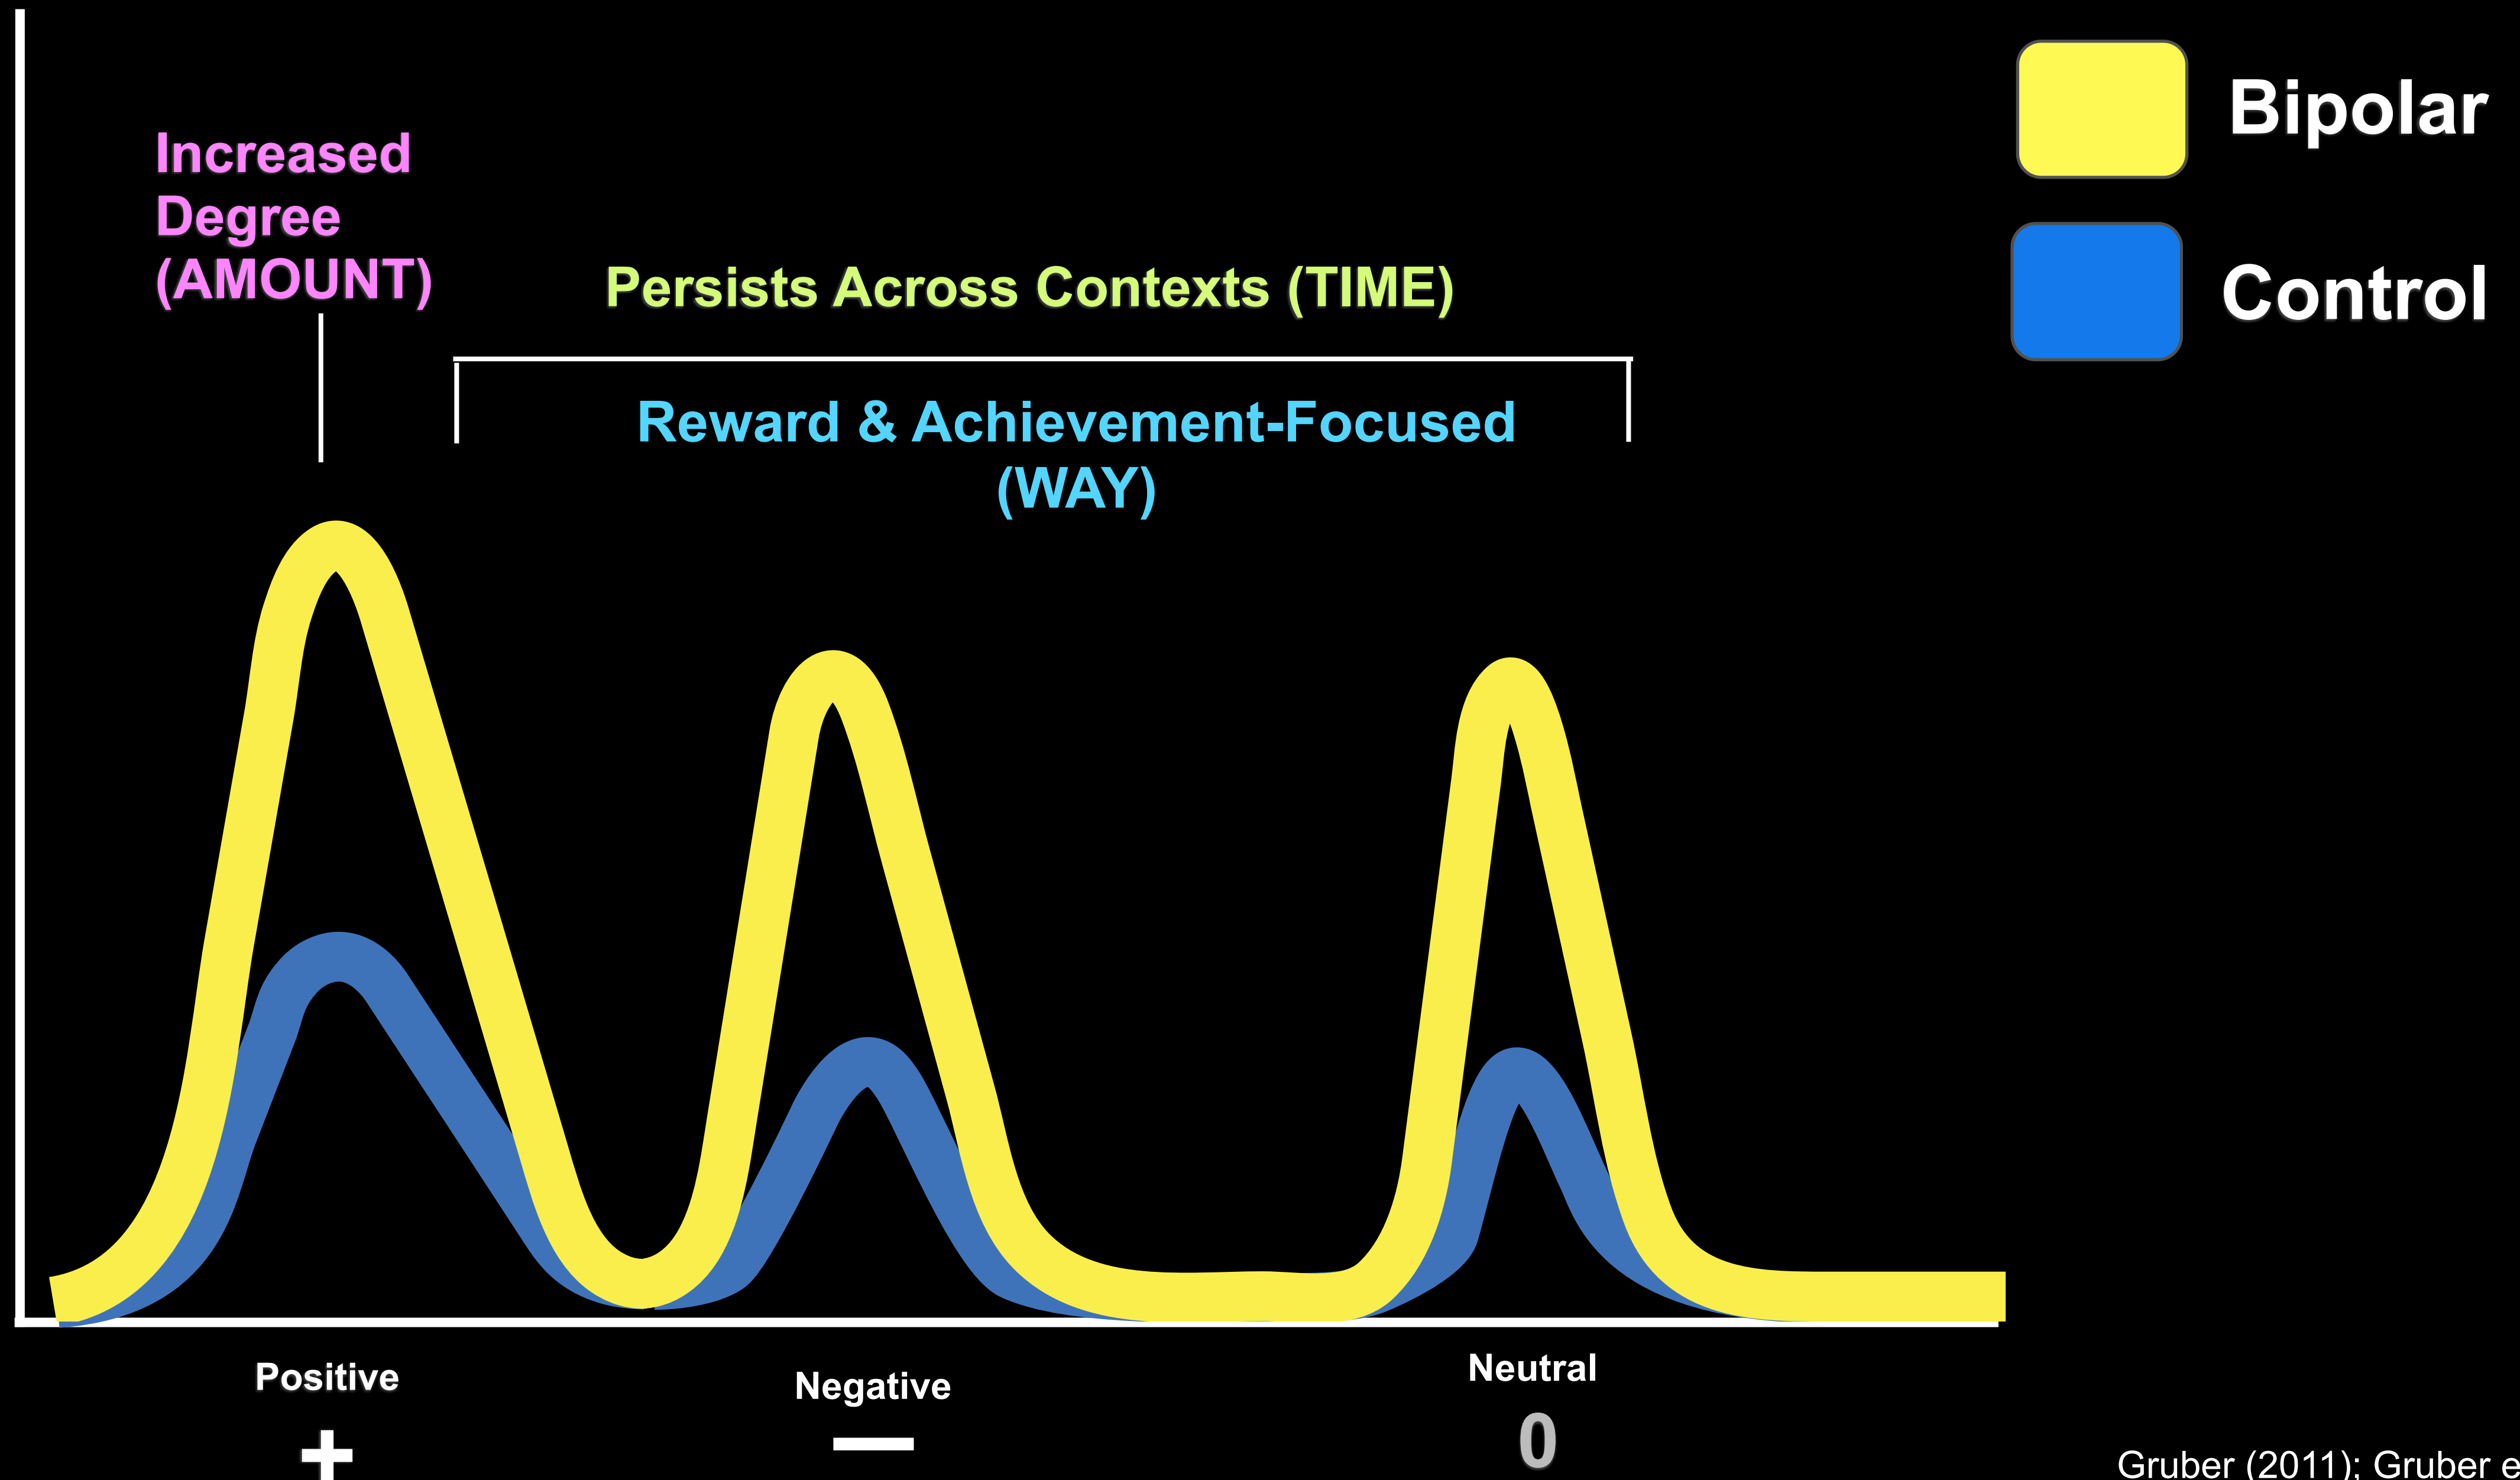 Bipolar
Control
Increased
Degree
(AMOUNT)
Persists Across Contexts (TIME)
Reward & Achievement-Focused
(WAY)
Positive
+
Negative
—
Neutral
0
Gruber (2011); Gruber e